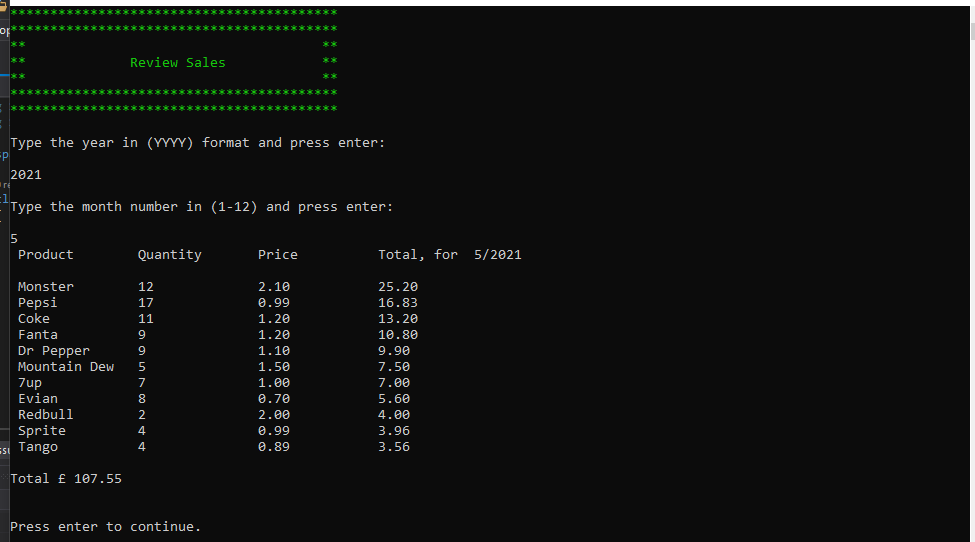 *****************************************
*****************************************
** **
** Review Sales **
** **
*****************************************
*****************************************
Type the year in (YYYY) format and press enter:
2021
Type the month number in (1-12) and press enter:
5
Product Quantity Price Total, for 5/2021
Monster 12 2.10 25.20
Pepsi 17 0.99 16.83
Coke 11 1.20 13.20
Fanta 9 1.20 10.80
Dr Pepper 9 1.10 9.90
Mountain Dew 5 1.50 7.50
7up 7 1.00 7.00
Evian 8 0.70 5.60
Redbull 2 2.00 4.00
Sprite 4 0.99 3.96
Tango 4 0.89 3.56
Total £ 107.55
Press enter to continue.